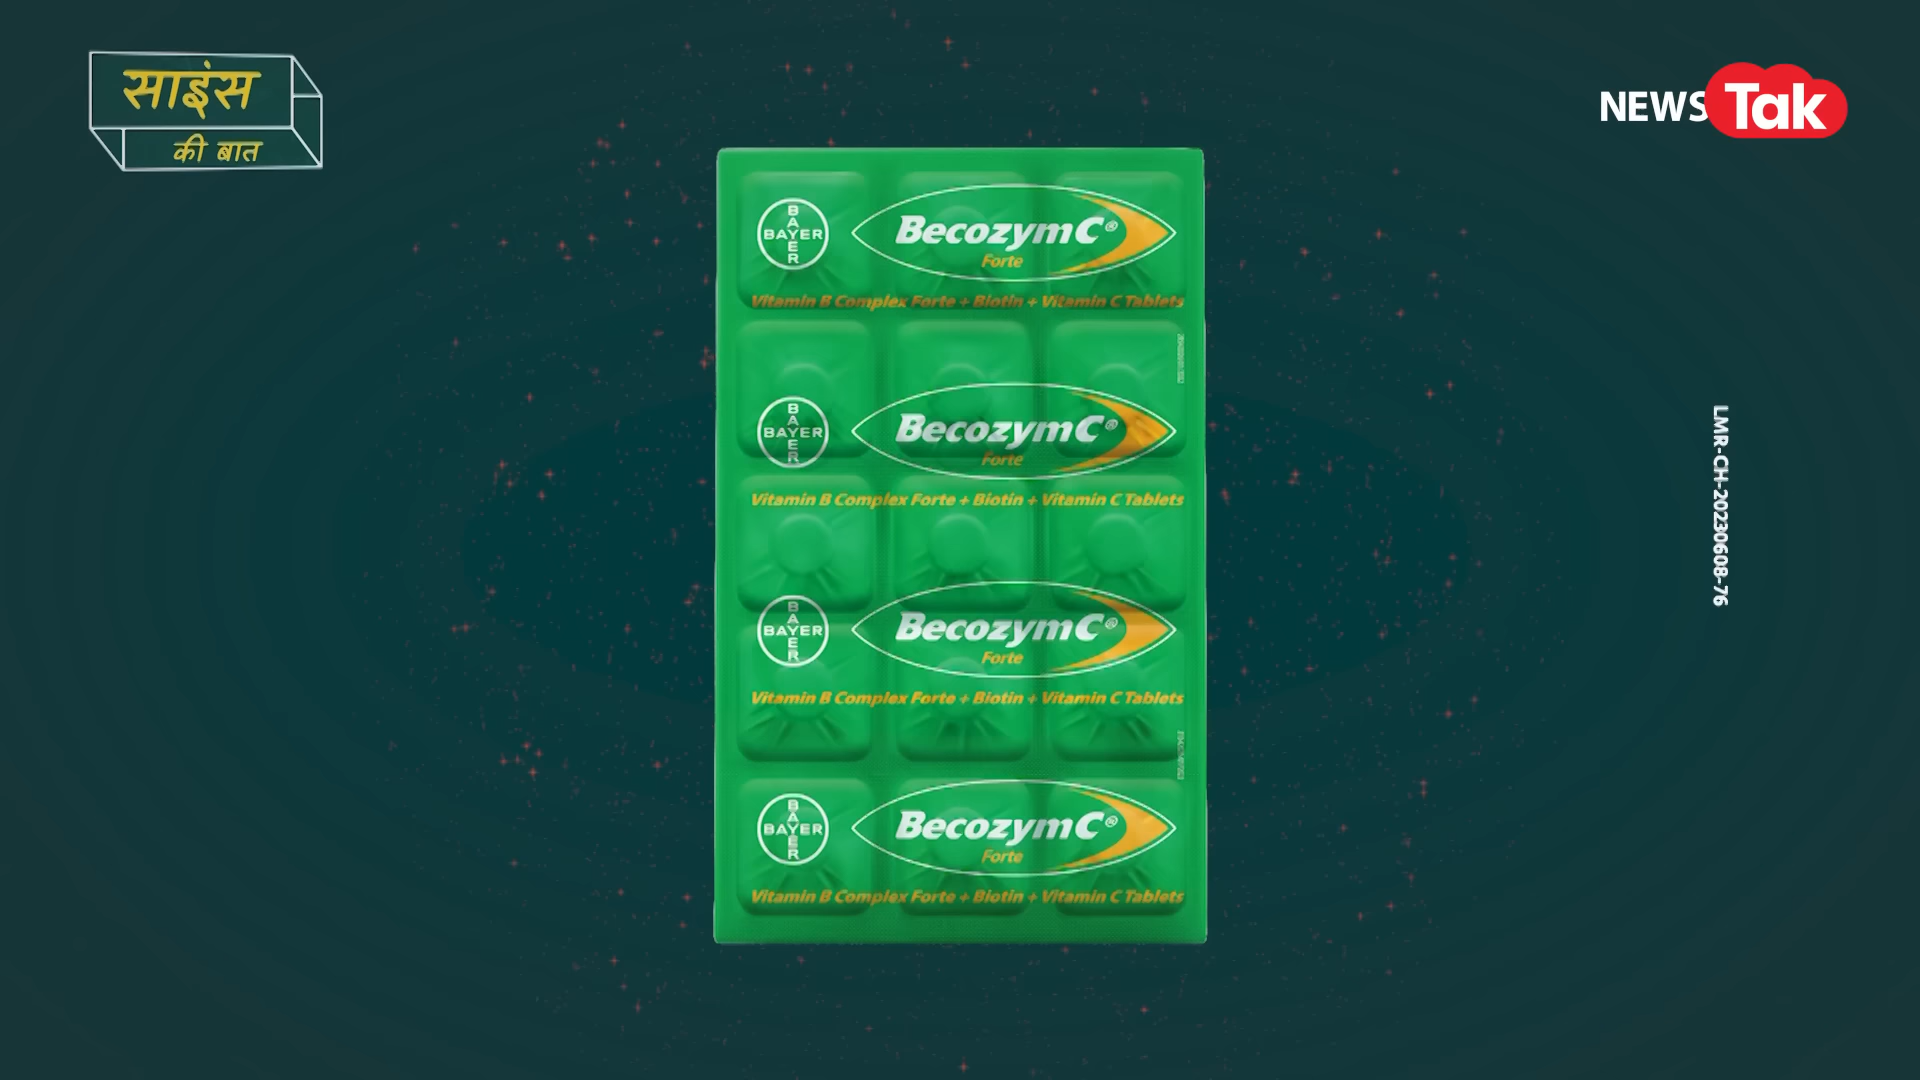 साइंस
की बात
NEWS Tak
BAYER
BAYER
BecozymC®
Forte
Vitamin B Complex Forte + Biotin + Vitamin C Tablets
BAYER
BAYER
BecozymC®
Forte
Vitamin B Complex Forte + Biotin + Vitamin C Tablets
BAYER
BAYER
BecozymC®
Forte
Vitamin B Complex Forte + Biotin + Vitamin C Tablets
BAYER
BAYER
BecozymC®
Forte
Vitamin B Complex Forte + Biotin + Vitamin C Tablets
LMR-CH-20230608-76